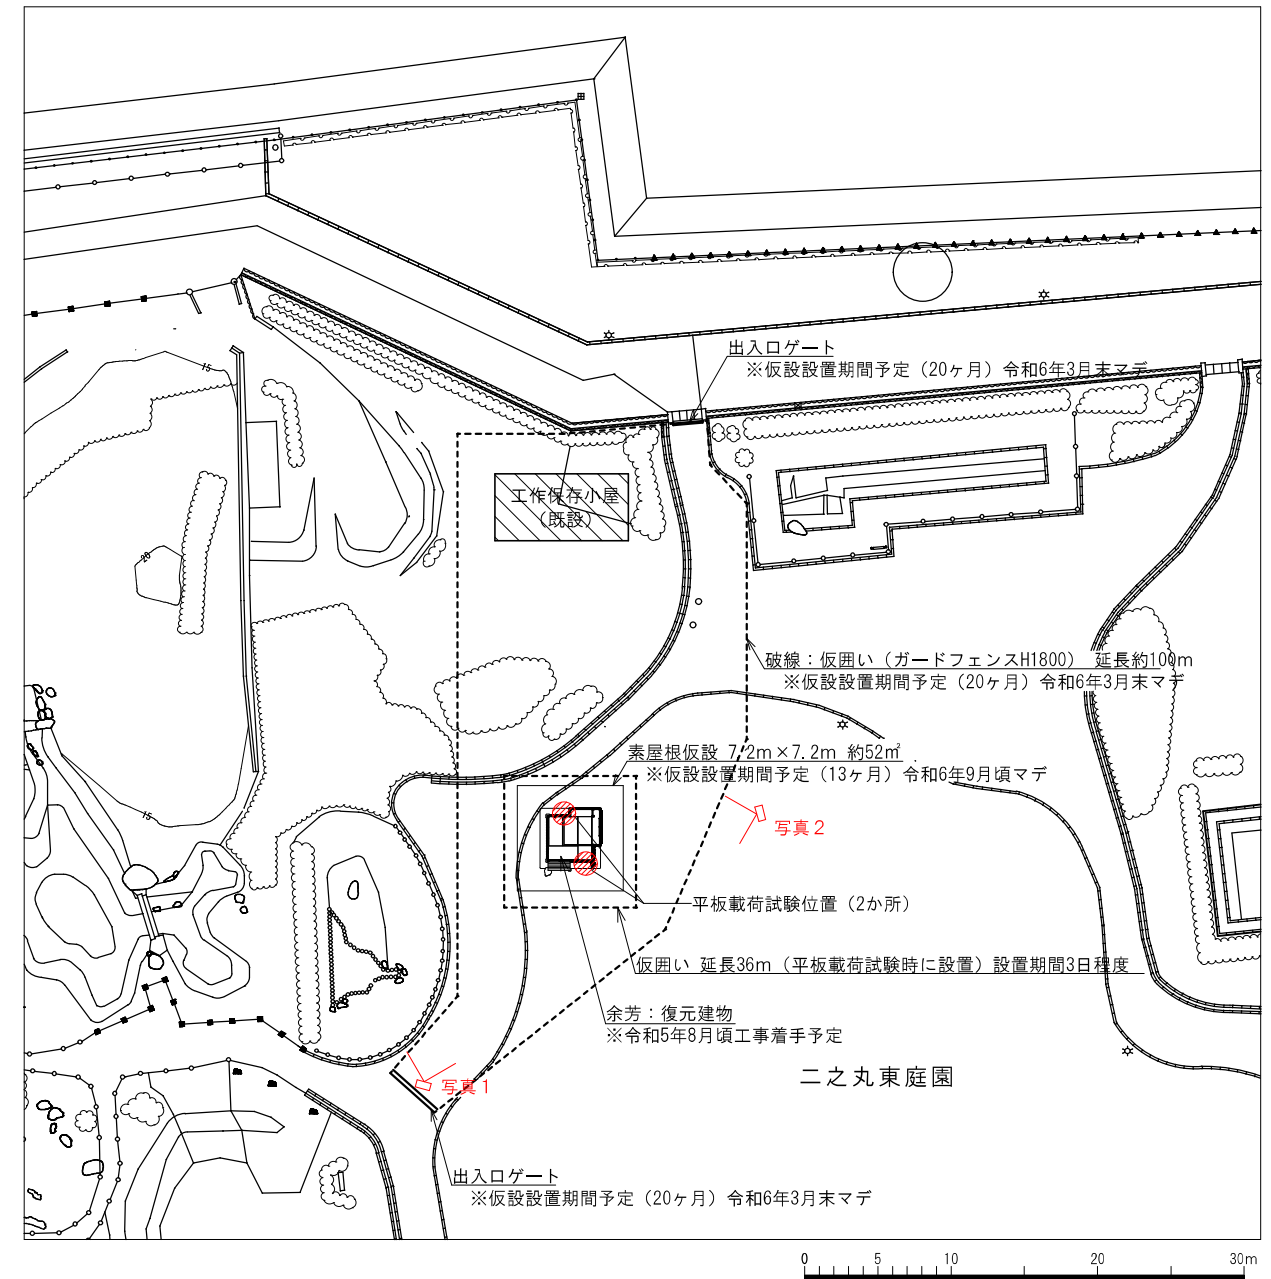 出入口ゲート
※仮設設置期間予定（20ヶ月）令和6年3月末マデ
15
工作保存小屋
（既設）
20
破線：仮囲い（ガードフェンスH1800） 延長約100m
※仮設設置期間予定（20ヶ月）令和6年3月末マデ
素屋根仮設 7.2m×7.2m 約52㎡
※仮設設置期間予定（13ヶ月）令和6年9月頃マデ
15
写真２
平板載荷試験位置（2か所）
仮囲い 延長36m（平板載荷試験時に設置）設置期間3日程度
余芳：復元建物
※令和5年8月頃工事着手予定
二之丸東庭園
写真１
出入口ゲート
※仮設設置期間予定（20ヶ月）令和6年3月末マデ
0 5 10 20 30m